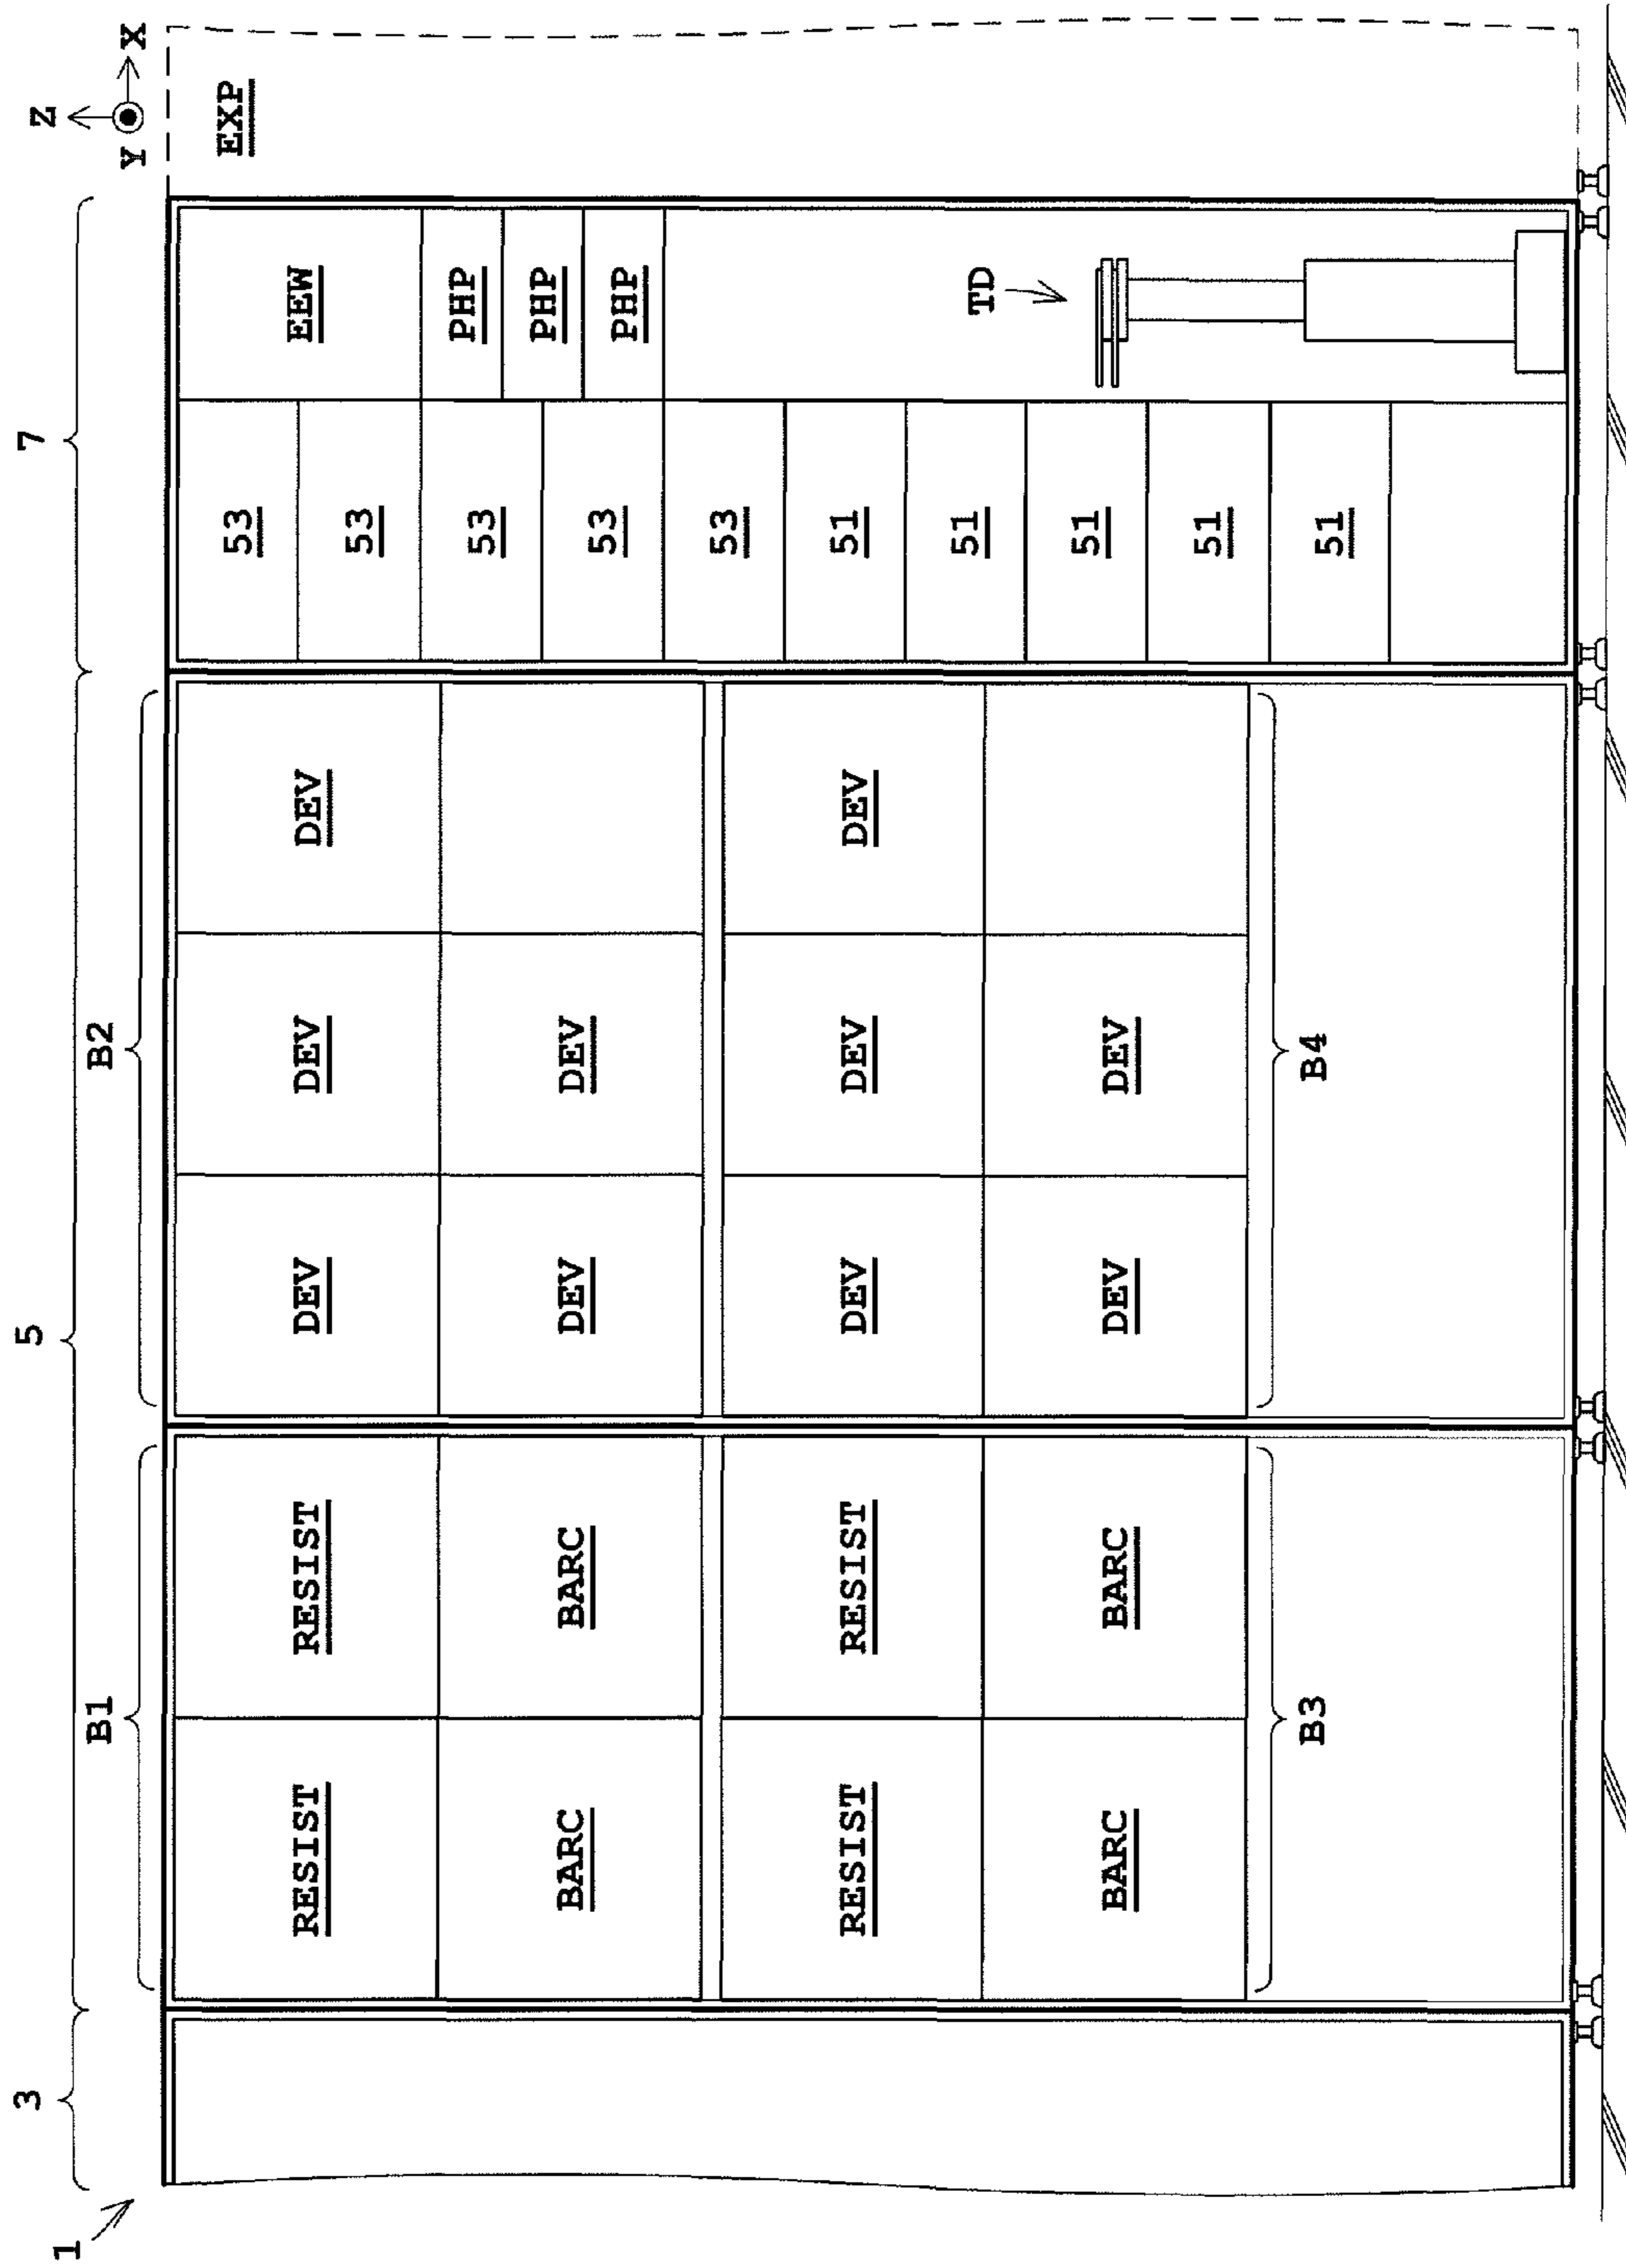 3 5 7 Z
1
B1 B2 Y X
53 EXP
RESIST RESIST DEV DEV DEV EEW
53
53 PHP
PHP
BARC BARC DEV DEV
53 PHP
53
RESIST RESIST DEV DEV DEV 51
51 TD
51
BARC BARC DEV DEV
51
B3 B4 51